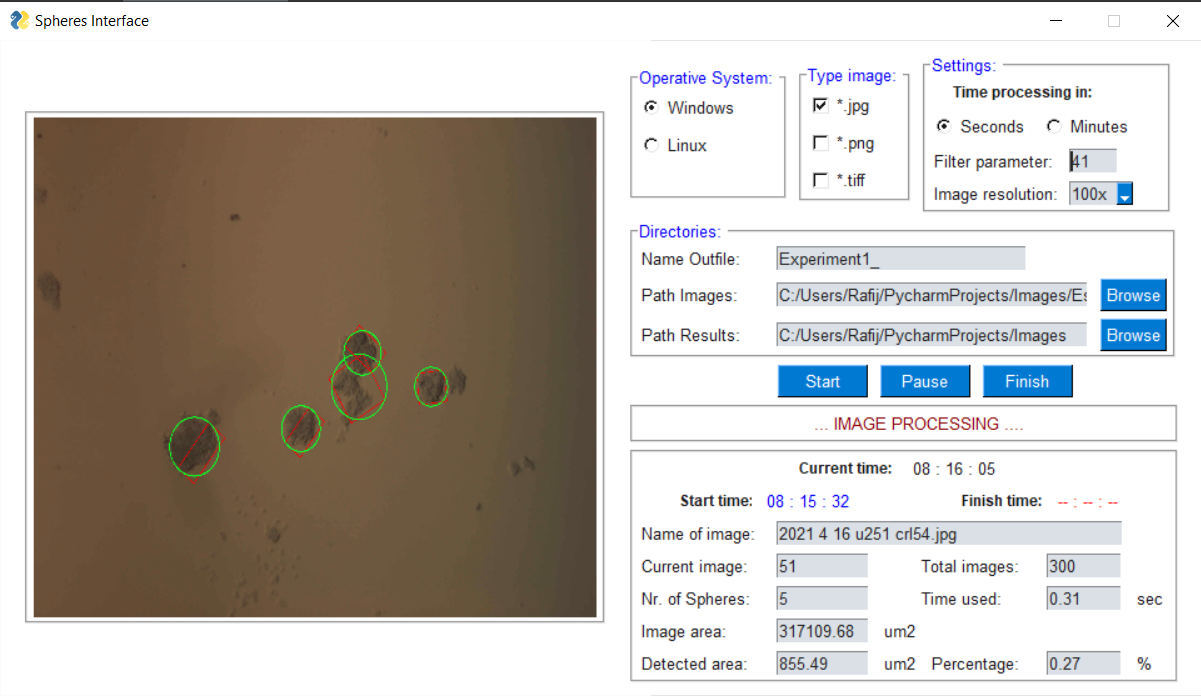 Spheres Interface
Operative System:
Windows
Linux
Type image:
*.jpg
*.png
*.tiff
Settings:
Time processing in:
Seconds Minutes
Filter parameter: 41
Image resolution: 100x
Directories:
Name Outfile: Experiment1_
Path Images: C:/Users/Rafij/PycharmProjects/Images/Es Browse
Path Results: C:/Users/Rafij/PycharmProjects/Images Browse
Start Pause Finish
... IMAGE PROCESSING ....
Current time: 08 : 16 : 05
Start time: 08 : 15 : 32 Finish time: -- : -- : --
Name of image: 2021 4 16 u251 crl54.jpg
Current image: 51 Total images: 300
Nr. of Spheres: 5 Time used: 0.31 sec
Image area: 317109.68 um2
Detected area: 855.49 um2 Percentage: 0.27 %